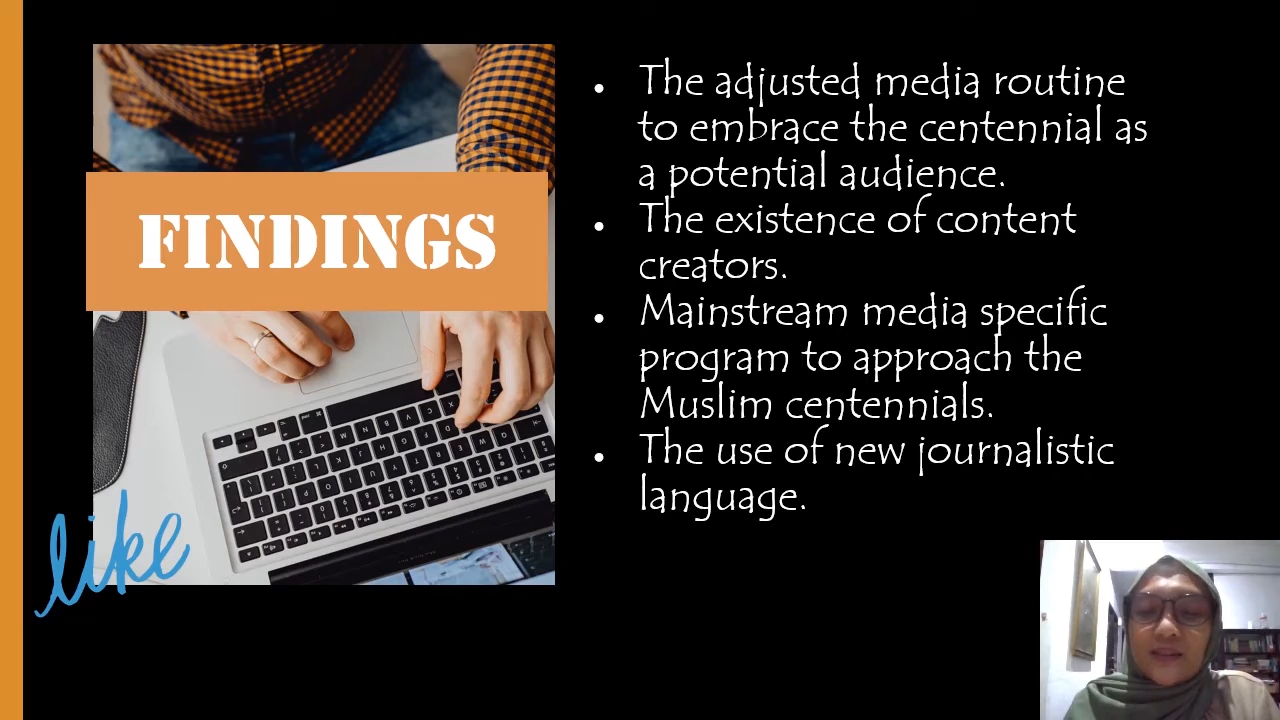 FINDINGS
like
The adjusted media routine
to embrace the centennial as
a potential audience.
The existence of content
creators.
Mainstream media specific
program to approach the
Muslim centennials.
The use of new journalistic
language.